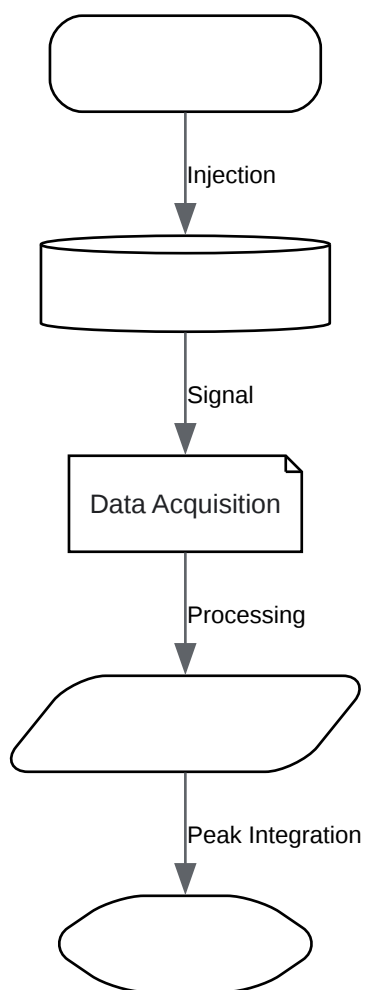 Injection
Signal
Data Acquisition
Processing
Peak Integration